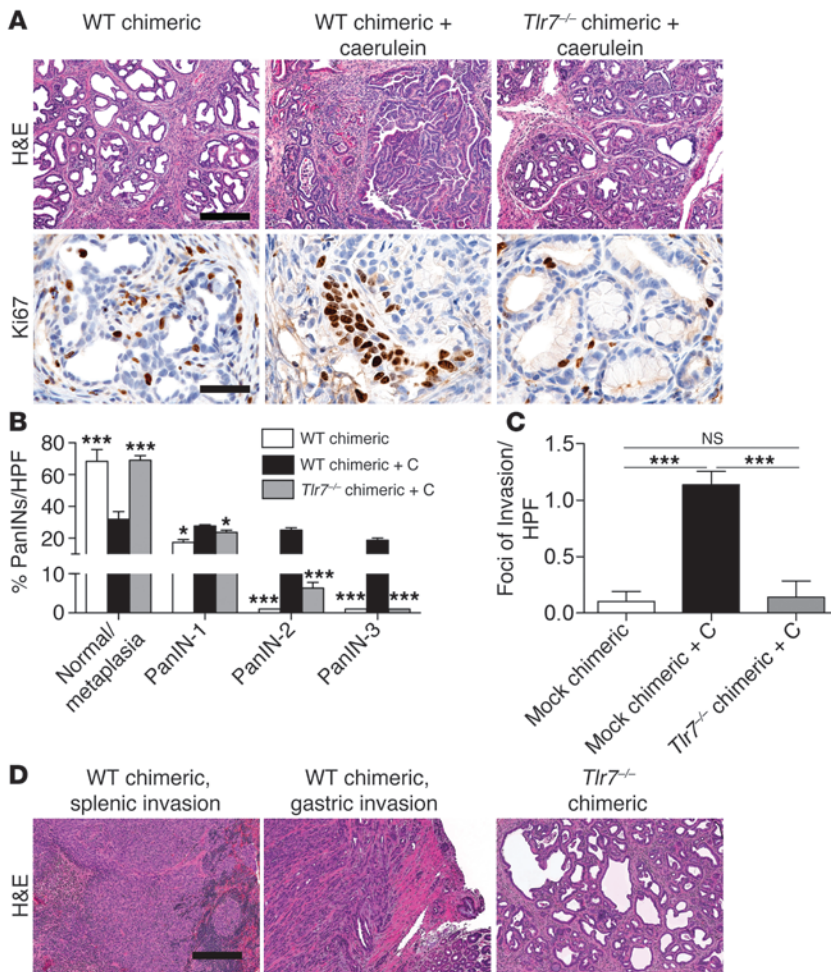 A
WT chimeric
WT chimeric +
caerulein
Tlr7–/– chimeric +
caerulein
H&E
Ki67
B
% PanINs/HPF
80
60
40
20
10
5
0
***
***
*
*
***
***
***
***
WT chimeric
WT chimeric + C
Tlr7–/– chimeric + C
Normal/
metaplasia
PanIN-1
PanIN-2
PanIN-3
C
Foci of Invasion/
HPF
1.5
1.0
0.5
0.0
NS
***
***
Mock chimeric
Mock chimeric + C
Tlr7–/– chimeric + C
D
WT chimeric,
splenic invasion
WT chimeric,
gastric invasion
Tlr7–/–
chimeric
H&E